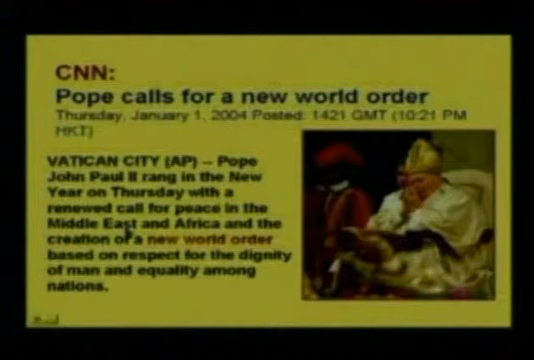 CNN:
Pope calls for a new world order
Thursday, January 1, 2004 Posted: 1421 GMT (10:21 PM
HKT)
VATICAN CITY (AP) -- Pope
John Paul II rang in the New
Year on Thursday with a
renewed call for peace in the
Middle East and Africa and the
creation of a new world order
based on respect for the dignity
of man and equality among
nations.